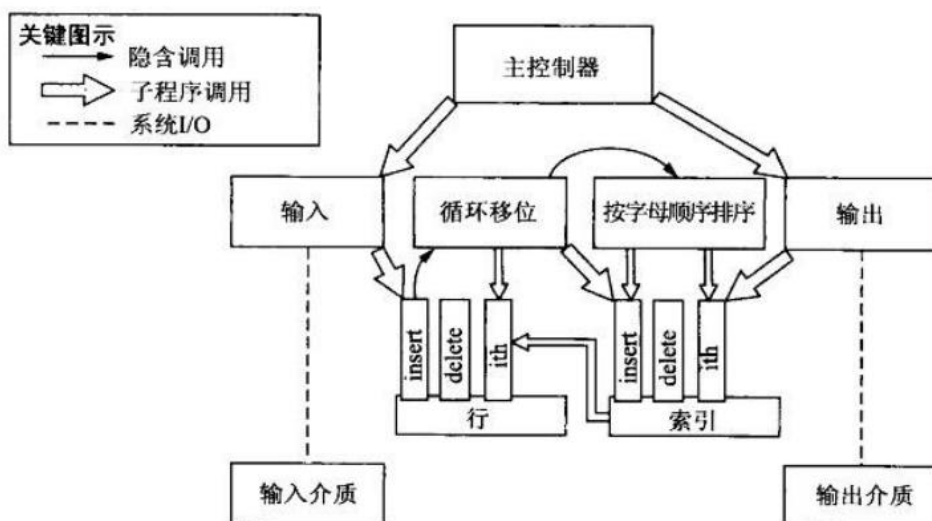 关键图示
隐含调用
子程序调用
系统I/O
主控制器
输入
循环移位
按字母顺序排序
输出
insert
delete
ith
insert
delete
ith
行
索引
输入介质
输出介质